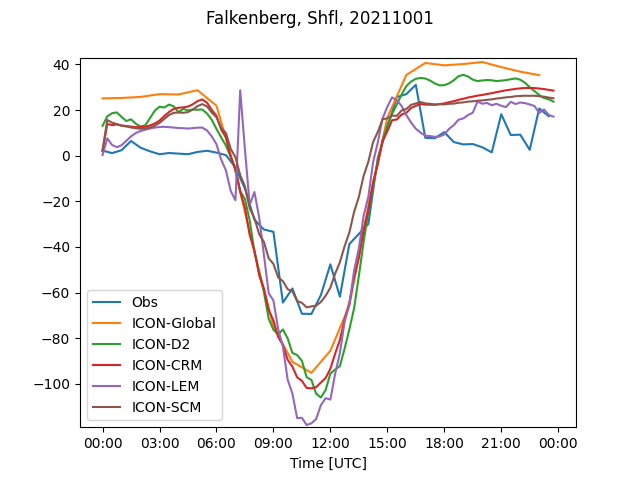 Falkenberg, Shfl, 20211001
40
20
0
−20
−40
−60
−80
−100
Obs
ICON-Global
ICON-D2
ICON-CRM
ICON-LEM
ICON-SCM
00:00 03:00 06:00 09:00 12:00 15:00 18:00 21:00 00:00
Time [UTC]